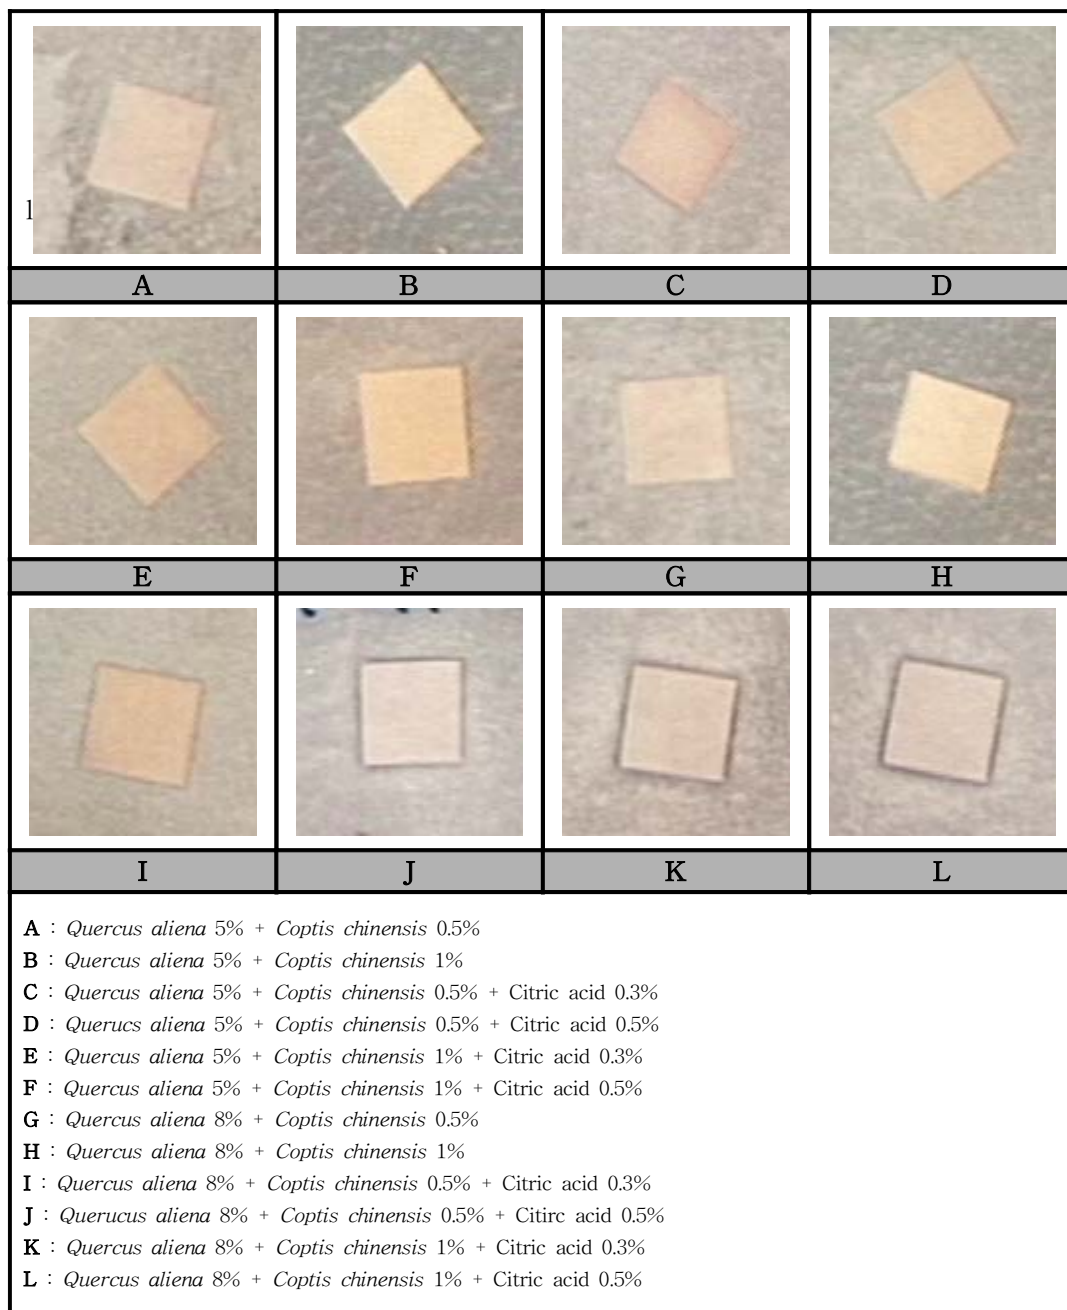 l
A B C D
E F G H
I J K L
A : Quercus aliena 5% + Coptis chinensis 0.5%
B : Quercus aliena 5% + Coptis chinensis 1%
C : Quercus aliena 5% + Coptis chinensis 0.5% + Citric acid 0.3%
D : Querucs aliena 5% + Coptis chinensis 0.5% + Citric acid 0.5%
E : Quercus aliena 5% + Coptis chinensis 1% + Citric acid 0.3%
F : Quercus aliena 5% + Coptis chinensis 1% + Citric acid 0.5%
G : Quercus aliena 8% + Coptis chinensis 0.5%
H : Quercus aliena 8% + Coptis chinensis 1%
I : Quercus aliena 8% + Coptis chinensis 0.5% + Citric acid 0.3%
J : Querucus aliena 8% + Coptis chinensis 0.5% + Citirc acid 0.5%
K : Quercus aliena 8% + Coptis chinensis 1% + Citric acid 0.3%
L : Quercus aliena 8% + Coptis chinensis 1% + Citric acid 0.5%